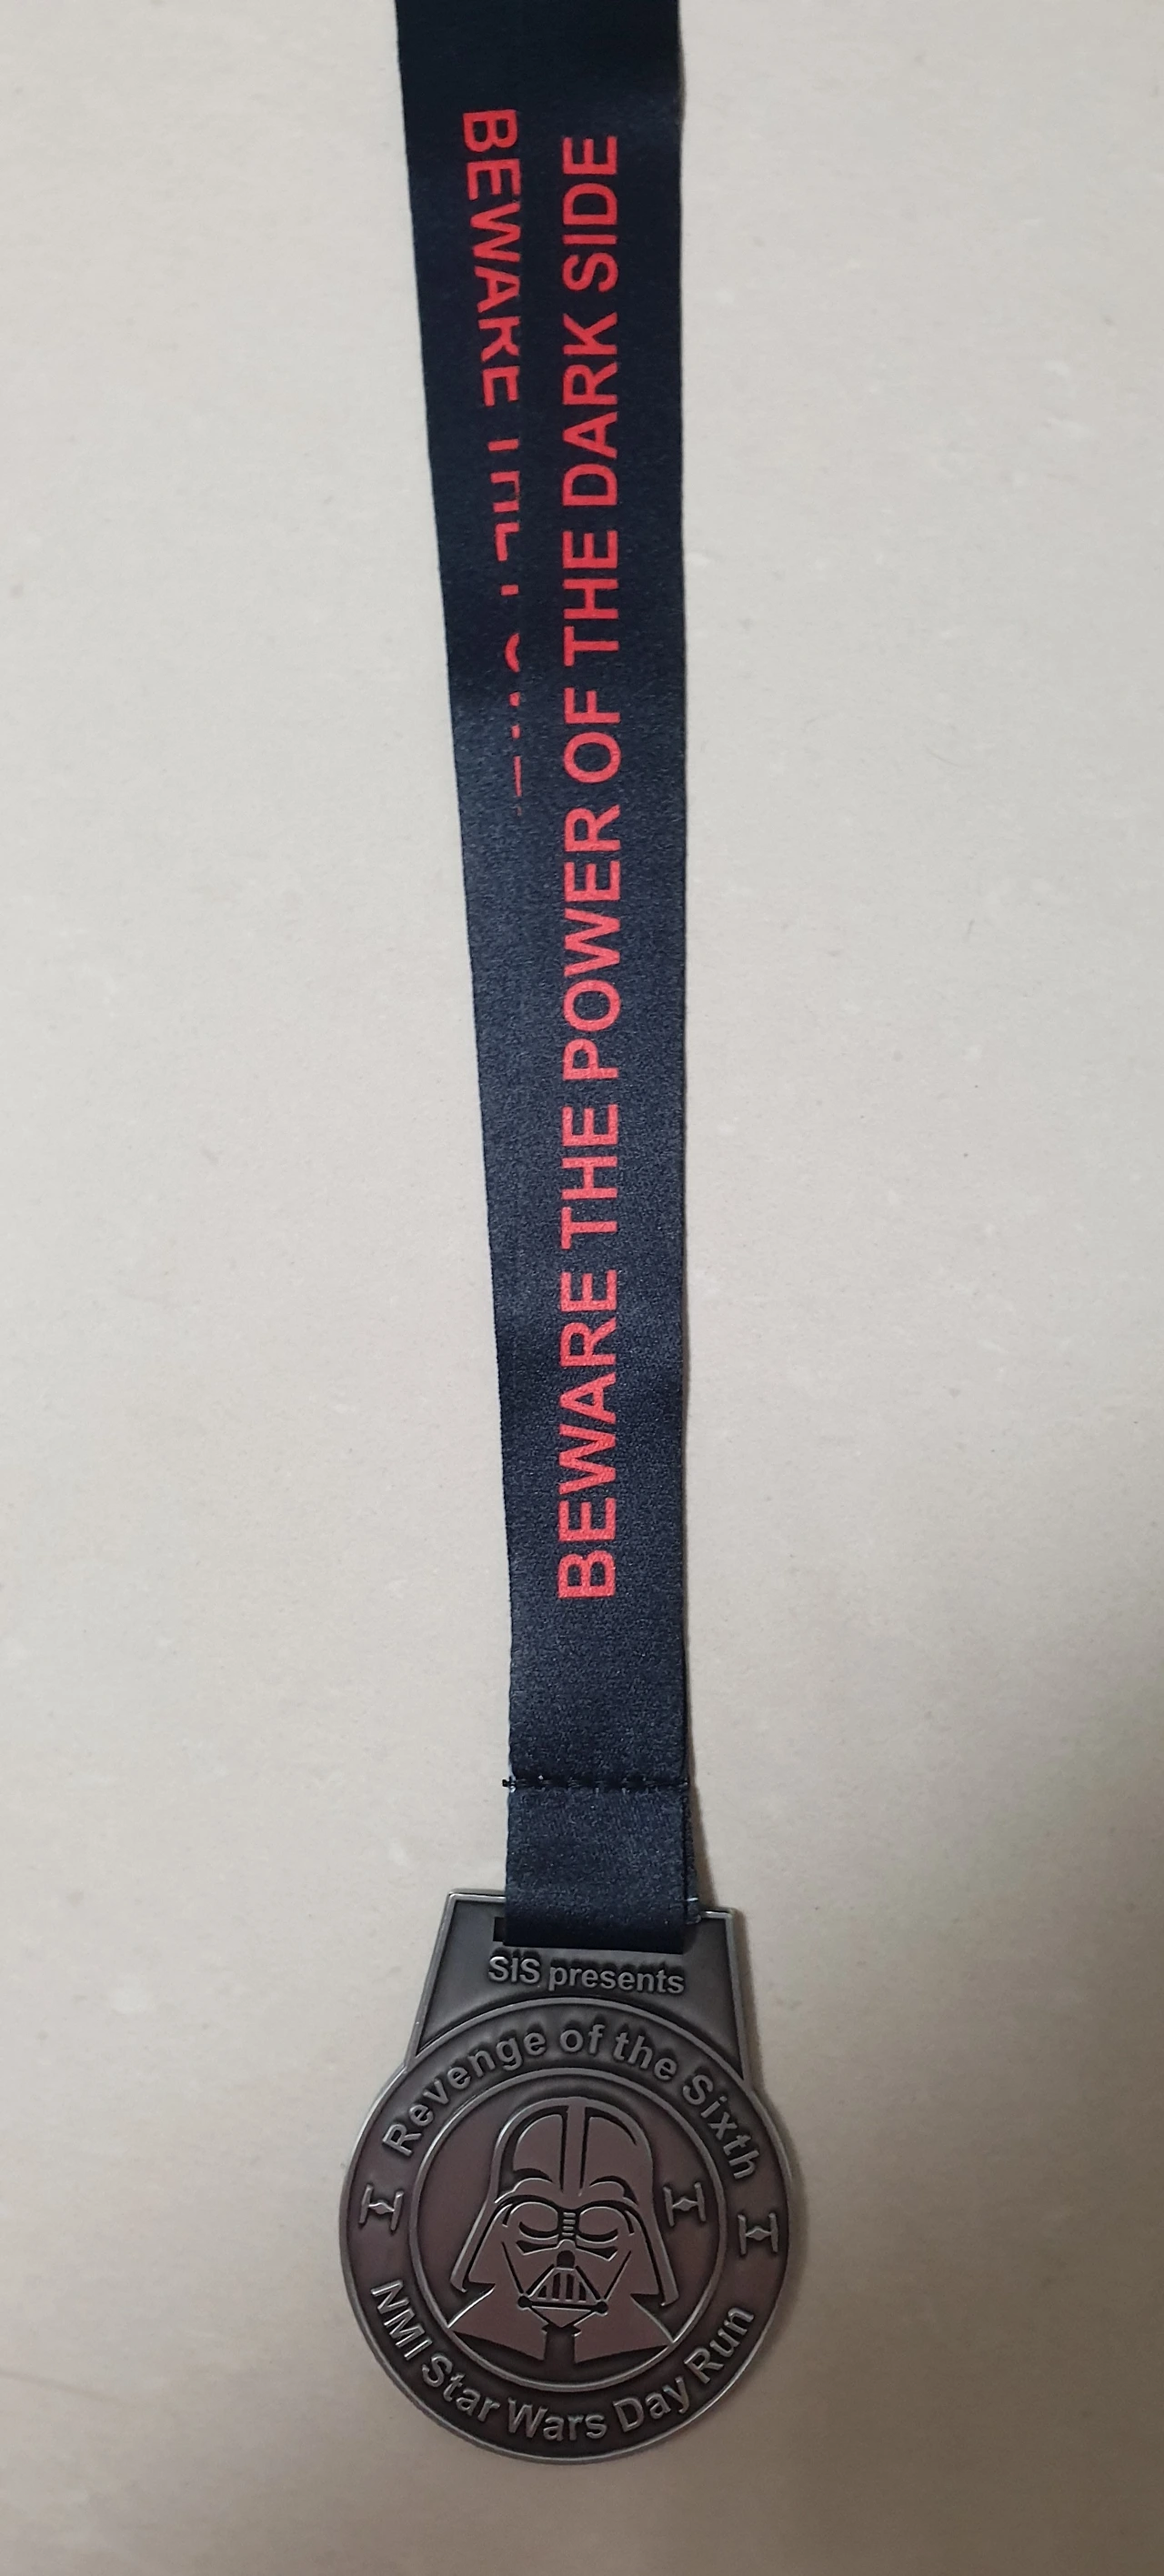 BEWARE THE POWER OF THE DARK SIDE
BEWARE THE
SIS presents
Revenge of the Sixth
NMI Star Wars Day Run